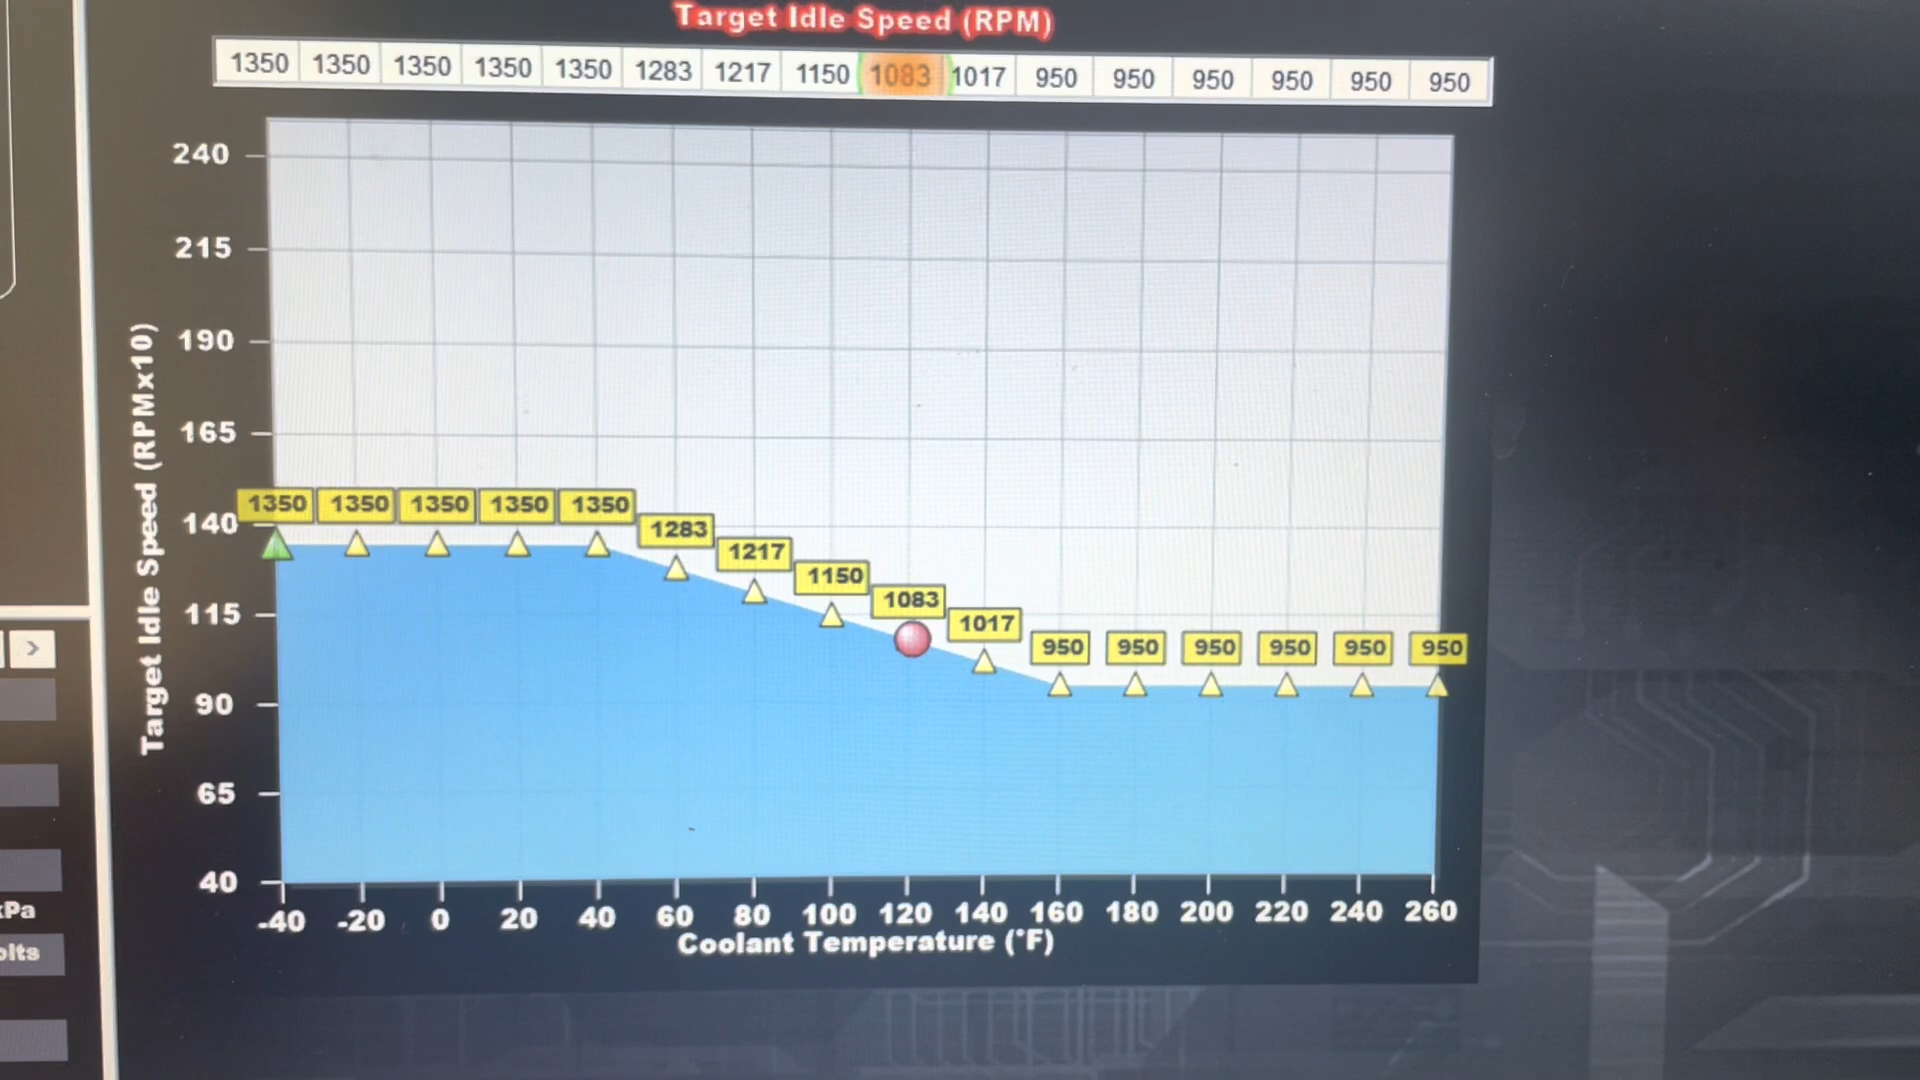 Target Idle Speed (RPM)
1350 1350 1350 1350 1350 1283 1217 1150 1083 1017 950 950 950 950 950 950
240
215
190
165
140
115
90
65
40
Target Idle Speed (RPMx10)
1350 1350 1350 1350 1350 1283 1217 1150 1083 1017 950 950 950 950 950 950
-40 -20 0 20 40 60 80 100 120 140 160 180 200 220 240 260
Coolant Temperature (°F)
>
Pa
olts